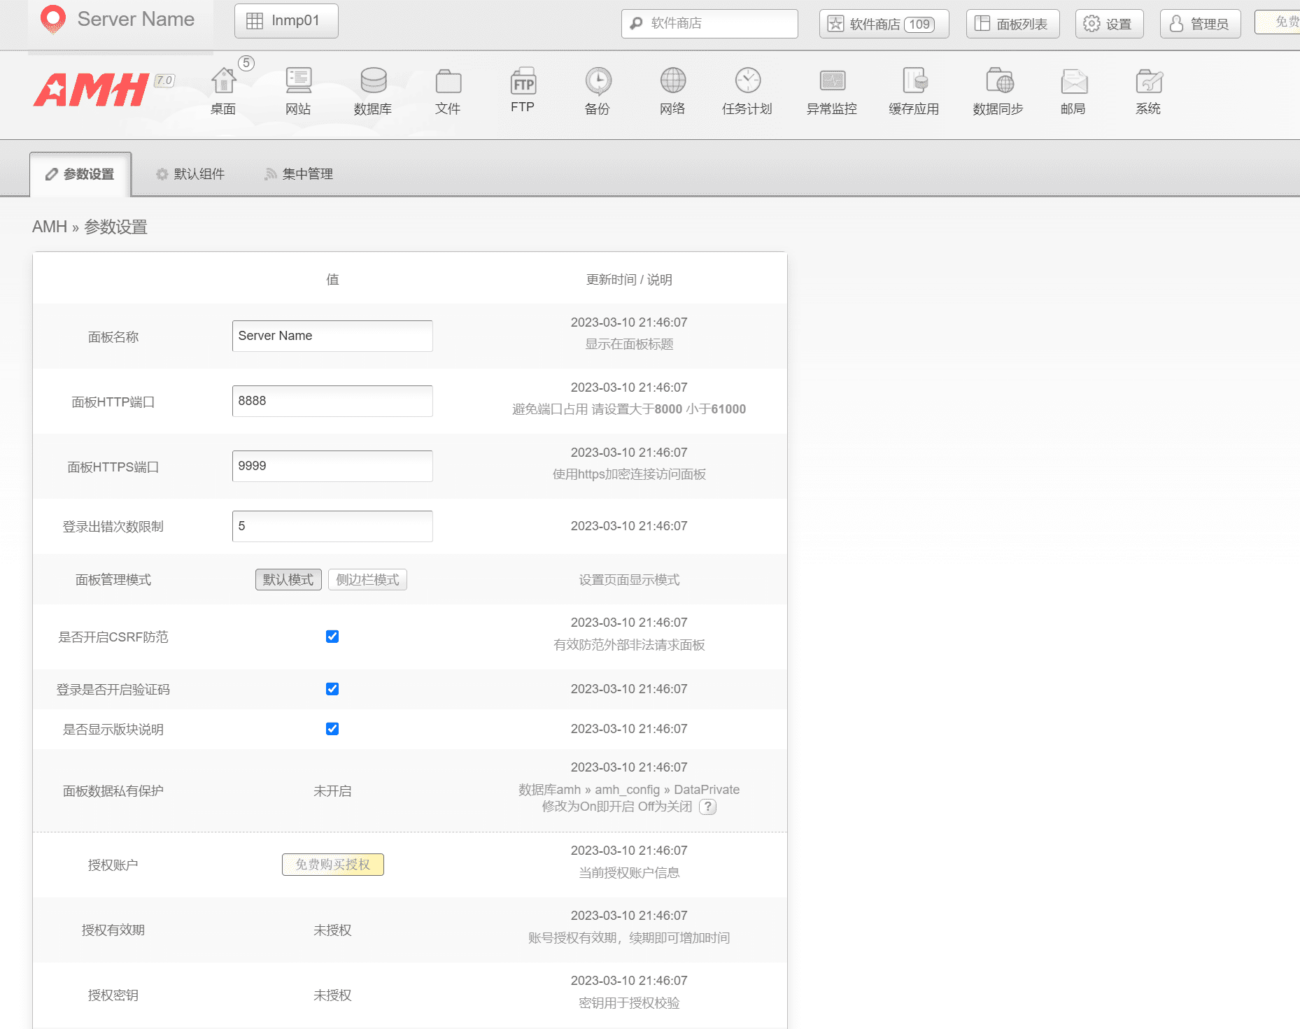 Server Name
lnmp01
软件商店
软件商店 109
面板列表
设置
管理员
免费
AMH 7.0
桌面 5
网站
数据库
文件
FTP
FTP
备份
网络
任务计划
异常监控
缓存应用
数据同步
邮局
系统
参数设置
默认组件
集中管理
AMH » 参数设置
值
更新时间 / 说明
面板名称
Server Name
2023-03-10 21:46:07
显示在面板标题
面板HTTP端口
8888
2023-03-10 21:46:07
避免端口占用 请设置大于8000 小于61000
面板HTTPS端口
9999
2023-03-10 21:46:07
使用https加密连接访问面板
登录出错次数限制
5
2023-03-10 21:46:07
面板管理模式
默认模式
侧边栏模式
设置页面显示模式
是否开启CSRF防范
2023-03-10 21:46:07
有效防范外部非法请求面板
登录是否开启验证码
2023-03-10 21:46:07
是否显示版块说明
2023-03-10 21:46:07
面板数据私有保护
未开启
2023-03-10 21:46:07
数据库amh » amh_config » DataPrivate
修改为On即开启 Off为关闭 ?
授权账户
免费购买授权
2023-03-10 21:46:07
当前授权账户信息
授权有效期
未授权
2023-03-10 21:46:07
账号授权有效期，续期即可增加时间
授权密钥
未授权
2023-03-10 21:46:07
密钥用于授权校验